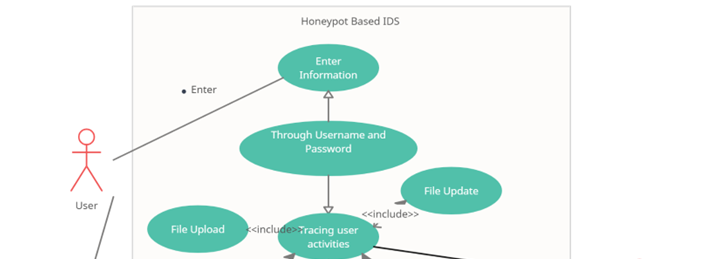 Honeypot Based IDS
Enter
Information
• Enter
Through Username and
Password
File Update
User
<<include>>
File Upload
<<include>>
Tracing user
activities